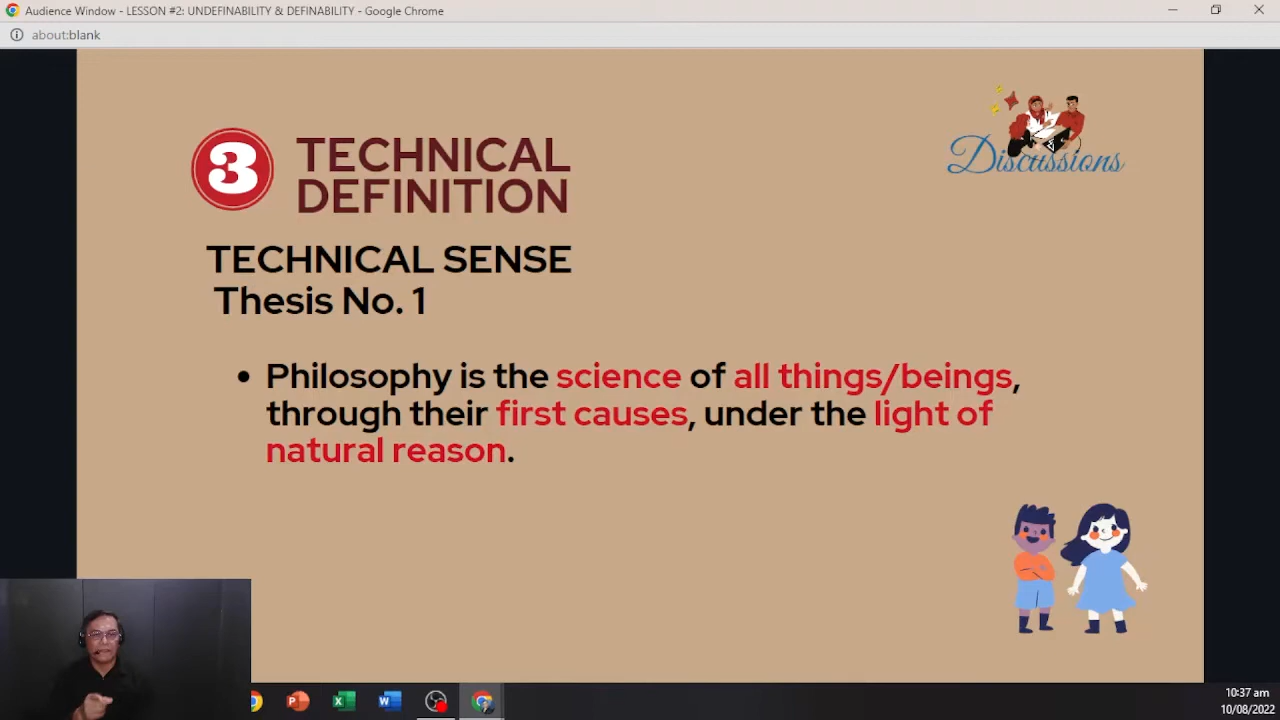 Audience Window - LESSON #2: UNDEFINABILITY & DEFINABILITY - Google Chrome
about:blank
Discussions
3
TECHNICAL
DEFINITION
TECHNICAL SENSE
Thesis No. 1
• Philosophy is the science of all things/beings,
through their first causes, under the light of
natural reason.
10:37 am
10/08/2022